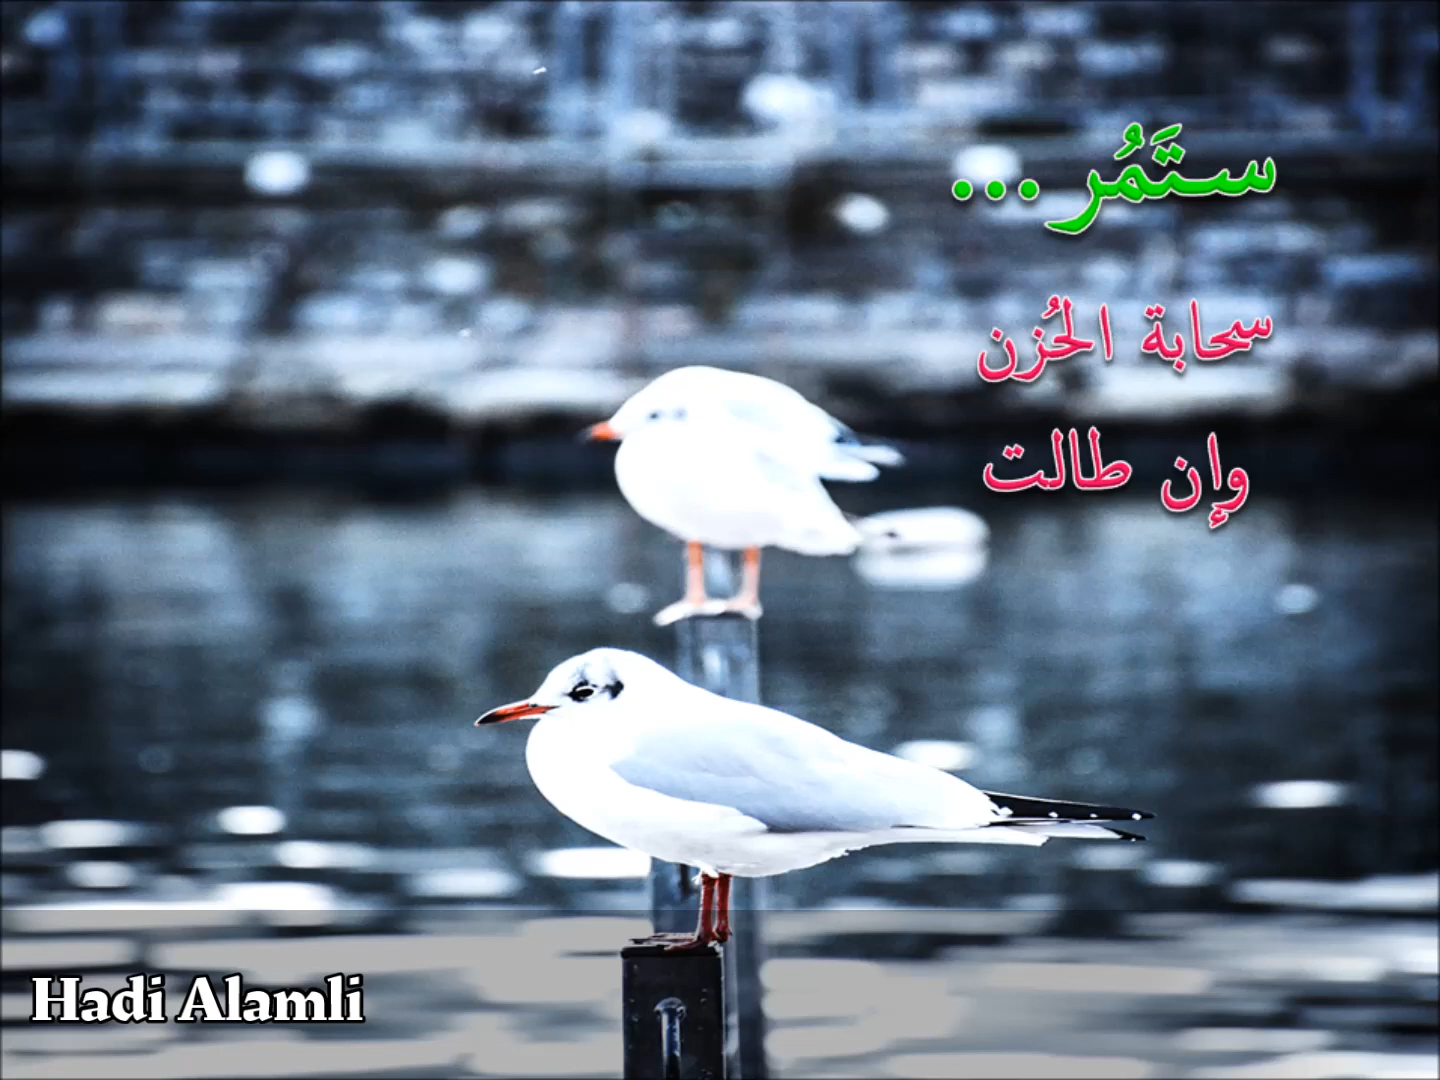 ستَمُر ...
سحابة الحُزن
وإن طالت
Hadi Alamli